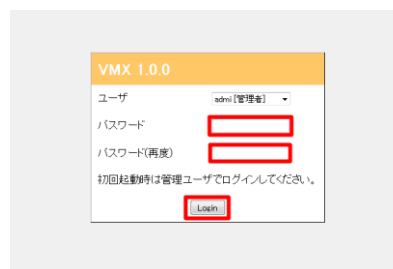 VMX 1.0.0
ユーザ admi [管理者]
パスワード
パスワード(再度)
初回起動時は管理ユーザでログインしてください。
Login